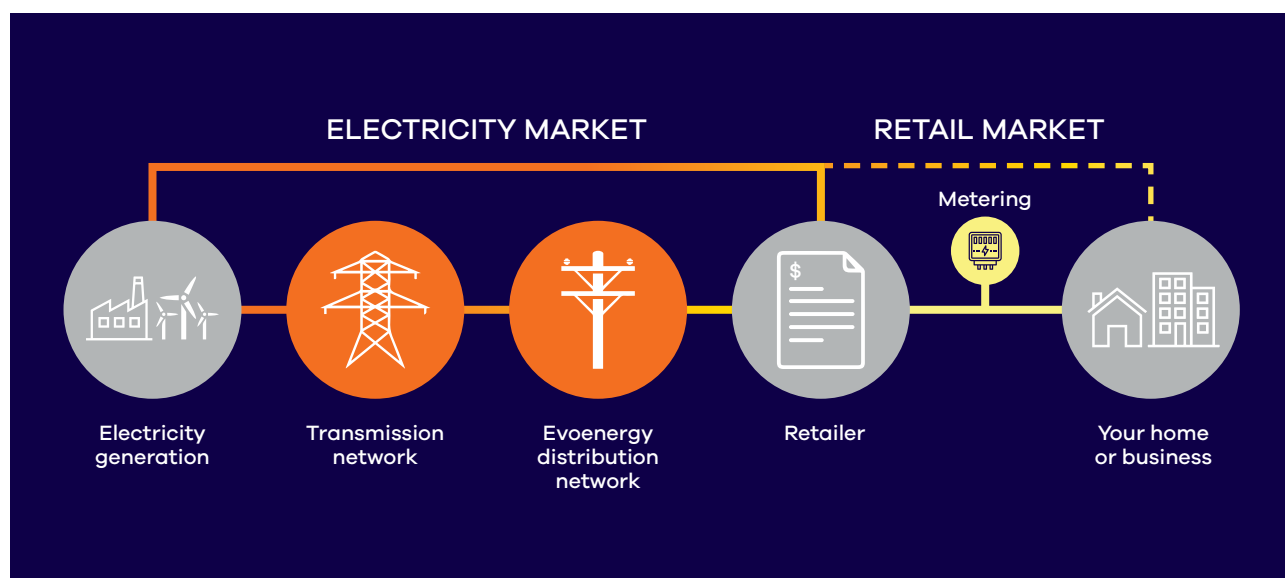 ELECTRICITY MARKET
RETAIL MARKET
Metering
$
Electricity
generation
Transmission
network
Evoenergy
distribution
network
Retailer
Your home
or business